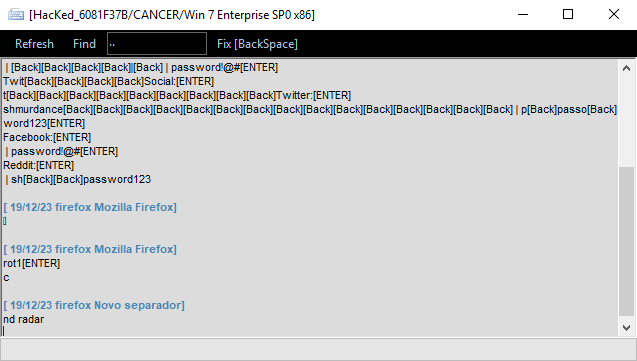 [HacKed_6081F37B/CANCER/Win 7 Enterprise SP0 x86]
Refresh Find .. Fix [BackSpace]
| [Back][Back][Back][Back][Back] | password!@#[ENTER]
Twit[Back][Back][Back][Back]Social:[ENTER]
t[Back][Back][Back][Back][Back][Back][Back][Back][Back]Twitter:[ENTER]
shmurdance[Back][Back][Back][Back][Back][Back][Back][Back][Back][Back][Back][Back][Back][Back][Back] | p[Back]passo[Back]
word123[ENTER]
Facebook:[ENTER]
| password!@#[ENTER]
Reddit:[ENTER]
| sh[Back][Back]password123
[ 19/12/23 firefox Mozilla Firefox]
[ 19/12/23 firefox Mozilla Firefox]
rot1[ENTER]
c
[ 19/12/23 firefox Novo separador]
nd radar